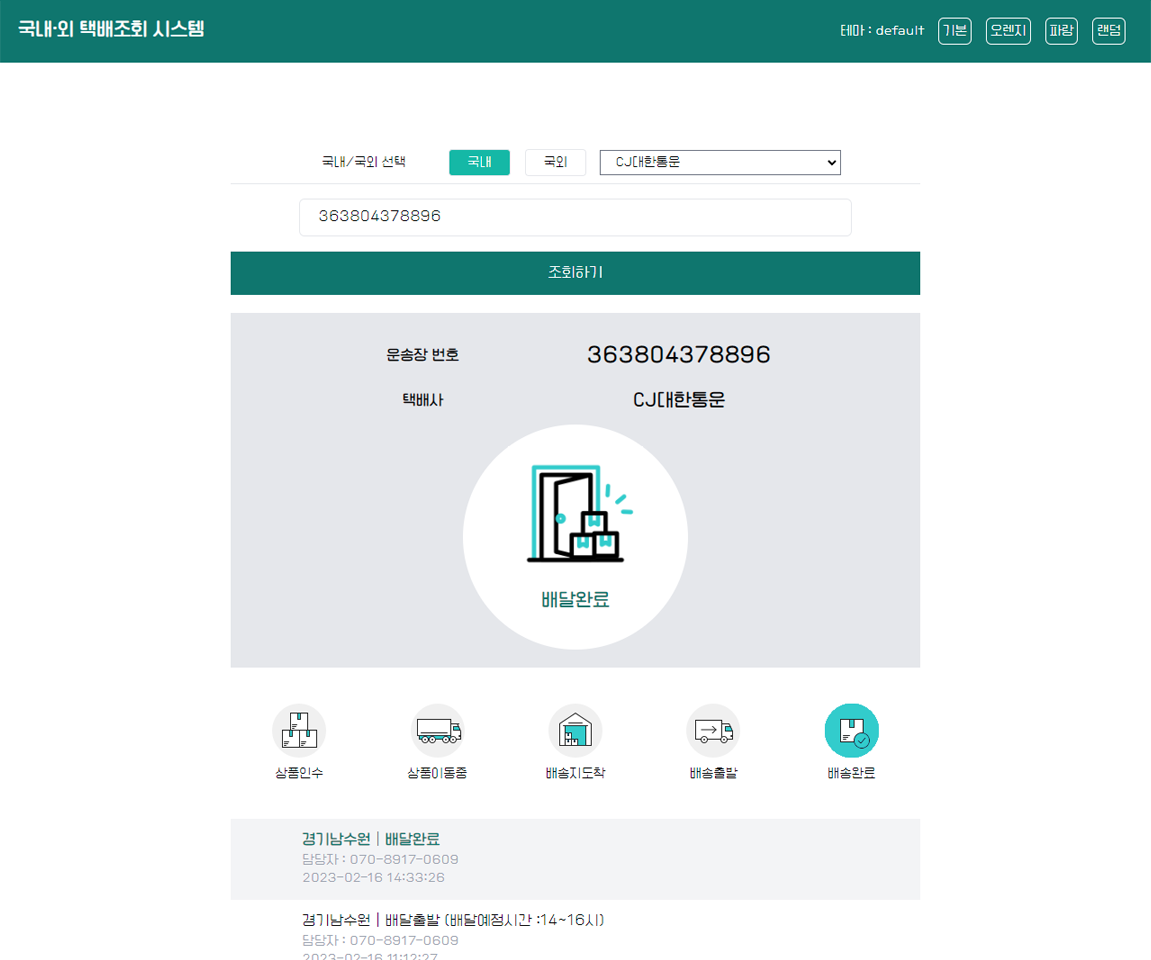 국내·외 택배조회 시스템
테마 : default 기본 오렌지 파랑 랜덤
국내/국외 선택 국내 국외 CJ대한통운
363804378896
조회하기
운송장 번호 363804378896
택배사 CJ대한통운
배달완료
상품인수 상품이동중 배송지도착 배송출발 배송완료
경기남수원 | 배달완료
담당자 : 070-8917-0609
2023-02-16 14:33:26
경기남수원 | 배달출발 (배달예정시간 :14~16시)
담당자 : 070-8917-0609
2023-02-16 11:12:27